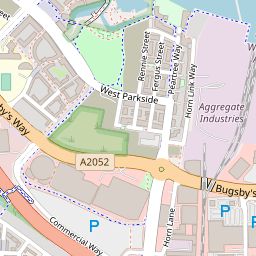 Rennie Street
Fergus Street
Peartree Way
Horn Link Way
West Parkside
Aggregate
Industries
Bugsby's Way
A2052
Bugsby's
P
P
P
Horn Lane
Commercial Way